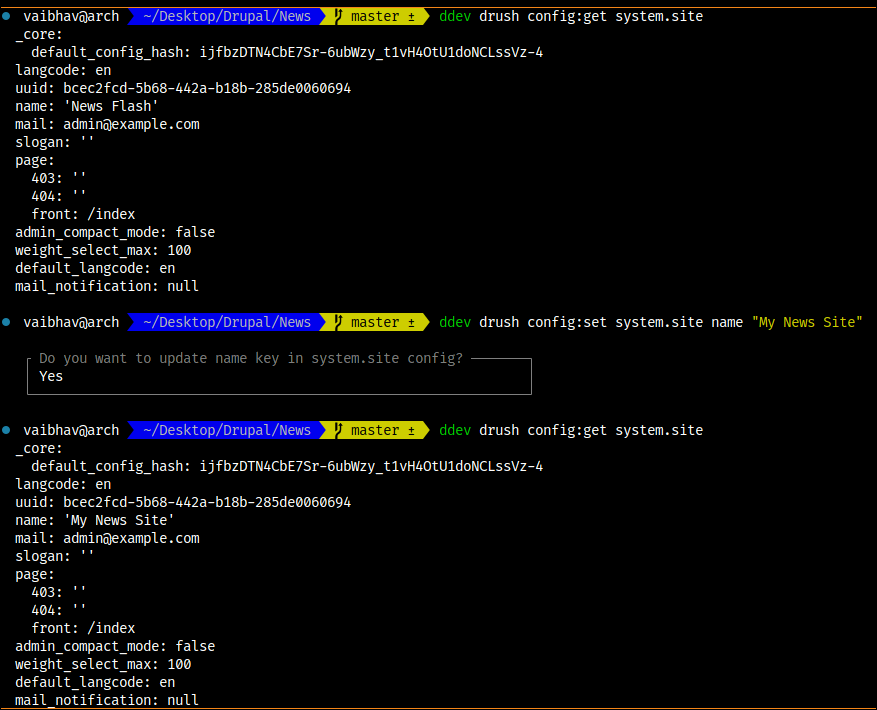 vaibhav@arch ~/Desktop/Drupal/News master ± ddev drush config:get system.site
_core:
  default_config_hash: ijfbzDTN4CbE7Sr-6ubWzy_t1vH4OtU1doNCLssVz-4
langcode: en
uuid: bcec2fcd-5b68-442a-b18b-285de0060694
name: 'News Flash'
mail: admin@example.com
slogan: ''
page:
  403: ''
  404: ''
  front: /index
admin_compact_mode: false
weight_select_max: 100
default_langcode: en
mail_notification: null
vaibhav@arch ~/Desktop/Drupal/News master ± ddev drush config:set system.site name "My News Site"
Do you want to update name key in system.site config?
Yes
vaibhav@arch ~/Desktop/Drupal/News master ± ddev drush config:get system.site
_core:
  default_config_hash: ijfbzDTN4CbE7Sr-6ubWzy_t1vH4OtU1doNCLssVz-4
langcode: en
uuid: bcec2fcd-5b68-442a-b18b-285de0060694
name: 'My News Site'
mail: admin@example.com
slogan: ''
page:
  403: ''
  404: ''
  front: /index
admin_compact_mode: false
weight_select_max: 100
default_langcode: en
mail_notification: null